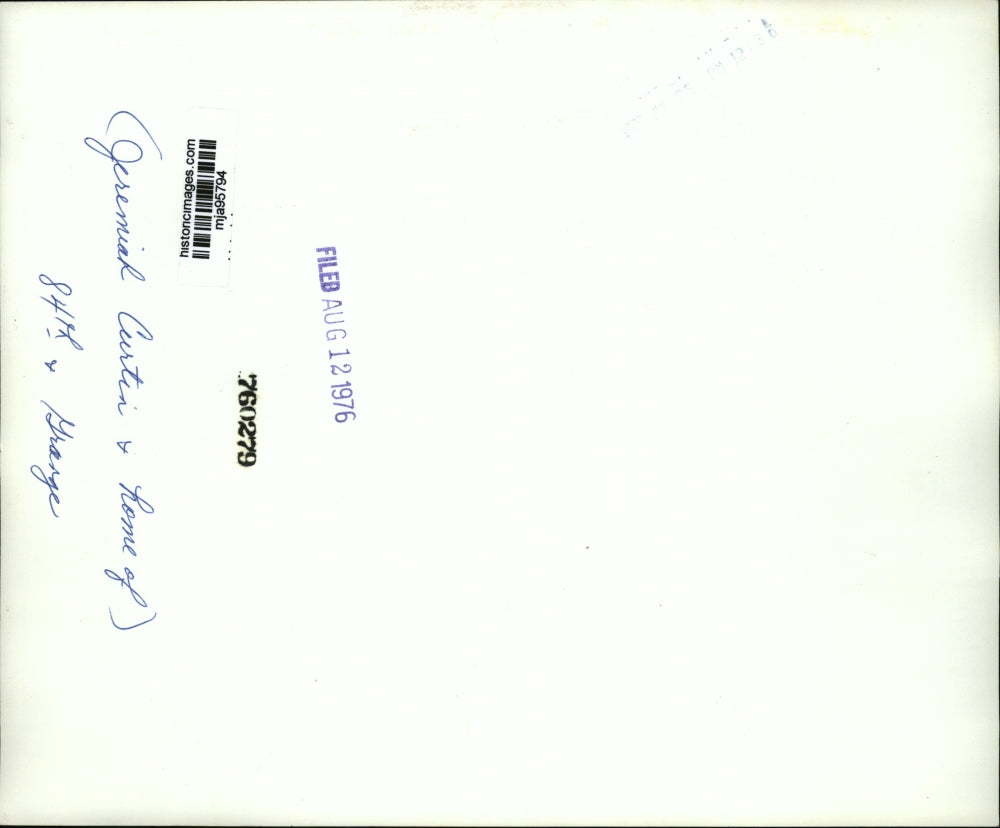 (Jeremiah Curtin & home of)
84th & Grange
historicimages.com
mja95794
760279
FILED AUG 12 1976